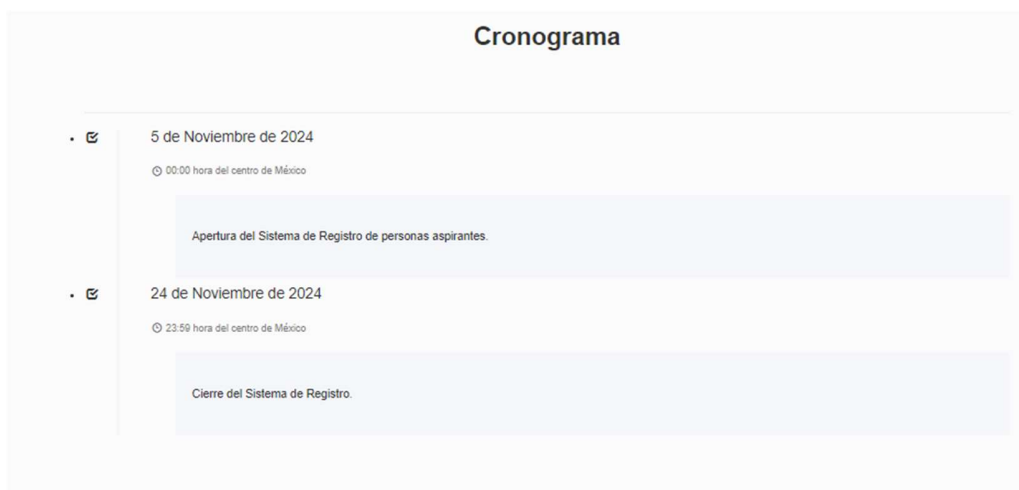 Cronograma
5 de Noviembre de 2024
00:00 hora del centro de México
Apertura del Sistema de Registro de personas aspirantes.
24 de Noviembre de 2024
23:59 hora del centro de México
Cierre del Sistema de Registro.